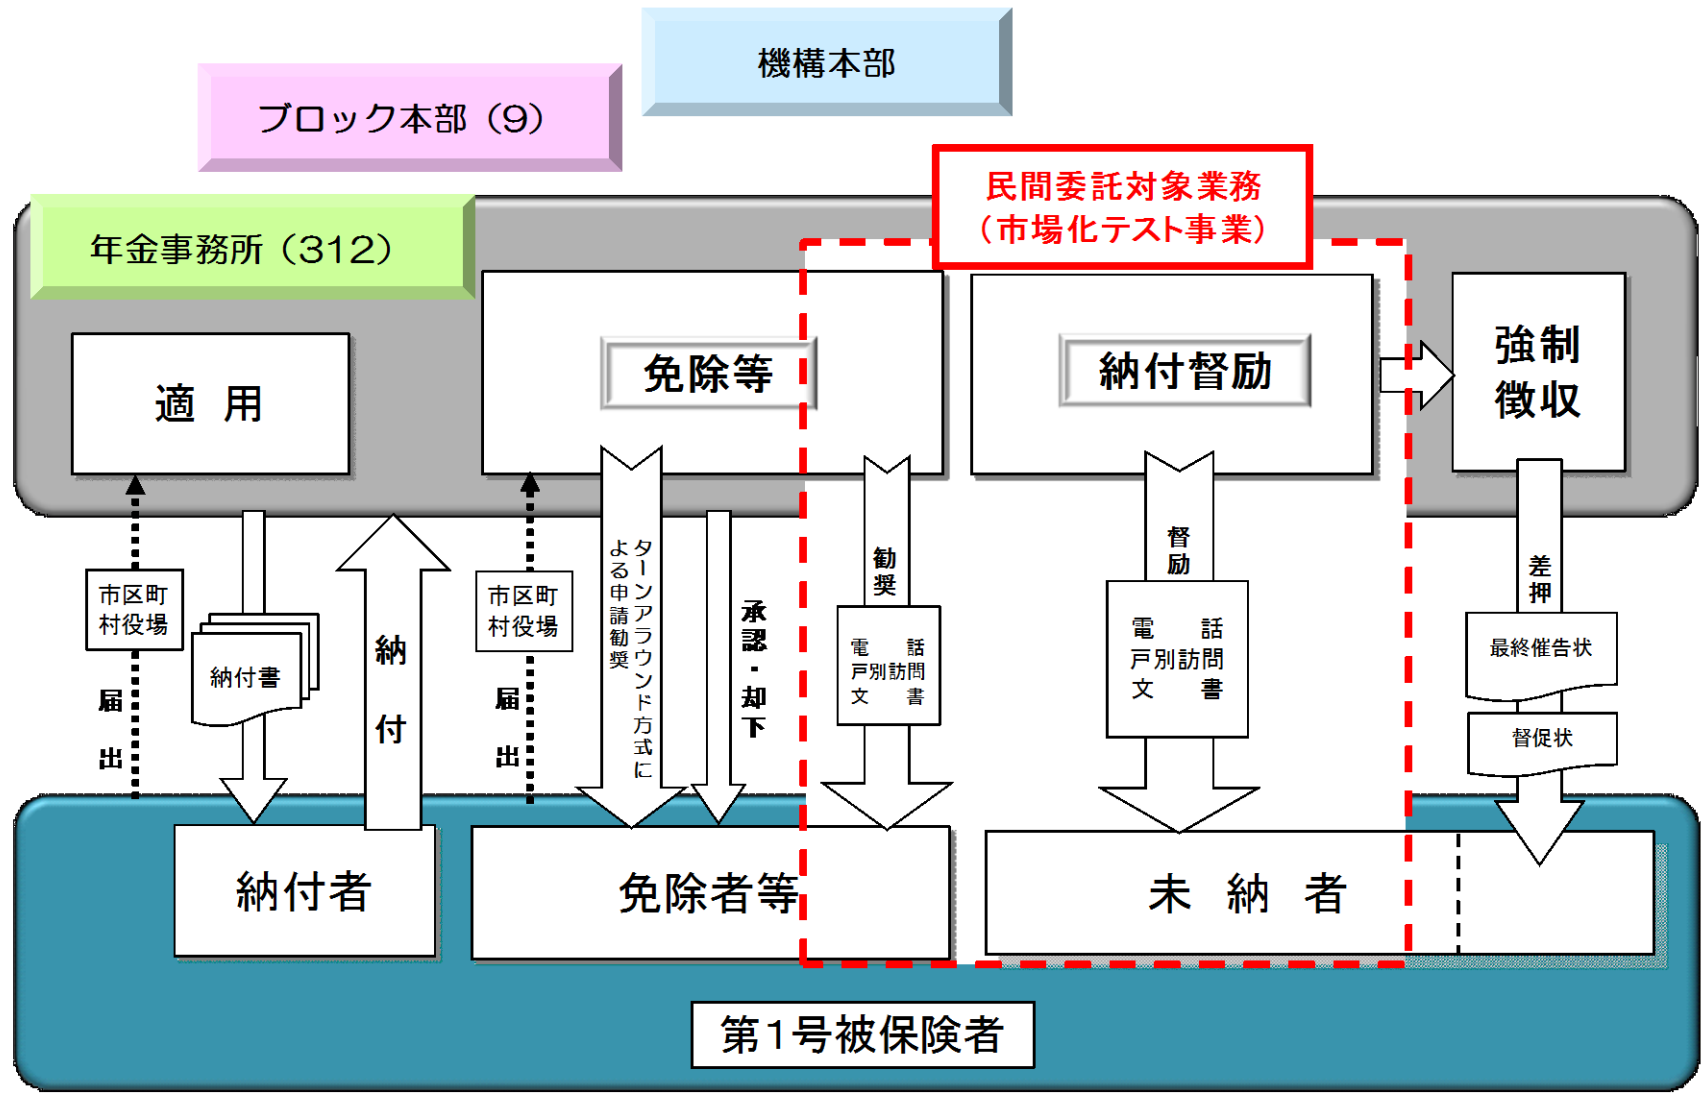 機構本部
ブロック本部（9）
民間委託対象業務
（市場化テスト事業）
年金事務所（312）
適　用
免除等
納付督励
強制
徴収
市区町
村役場
届　出
納付書
納　付
市区町
村役場
届　出
ターンアラウンド方式に
よる申請勧奨
承認・却下
勧奨
電　　話
戸別訪問
文　　書
督励
電　　話
戸別訪問
文　　書
差押
最終催告状
督促状
納付者
免除者等
未　納　者
第１号被保険者